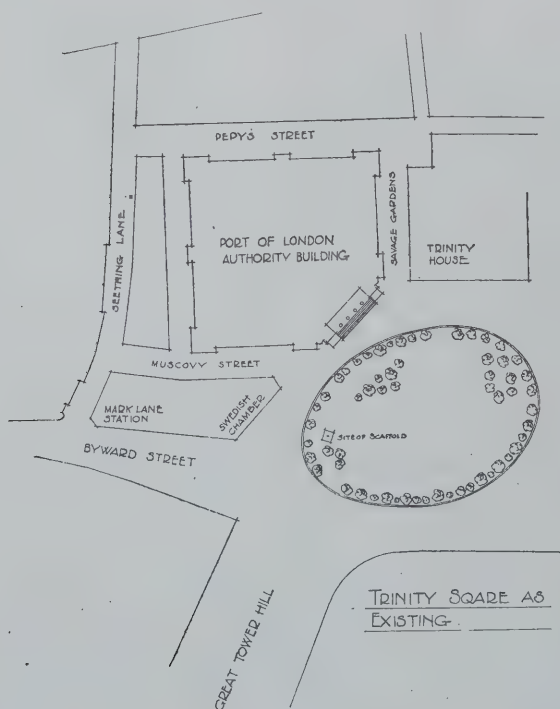 PEPY'S STREET
SEETHING LANE
PORT OF LONDON
AUTHORITY BUILDING
SAVAGE GARDENS
TRINITY
HOUSE
MUSCOVY STREET
MARK LANE
STATION
SWEDISH
CHAMBER
SITE OF SCAFFOLD
BYWARD STREET
GREAT TOWER HILL
TRINITY SQARE AS
EXISTING.